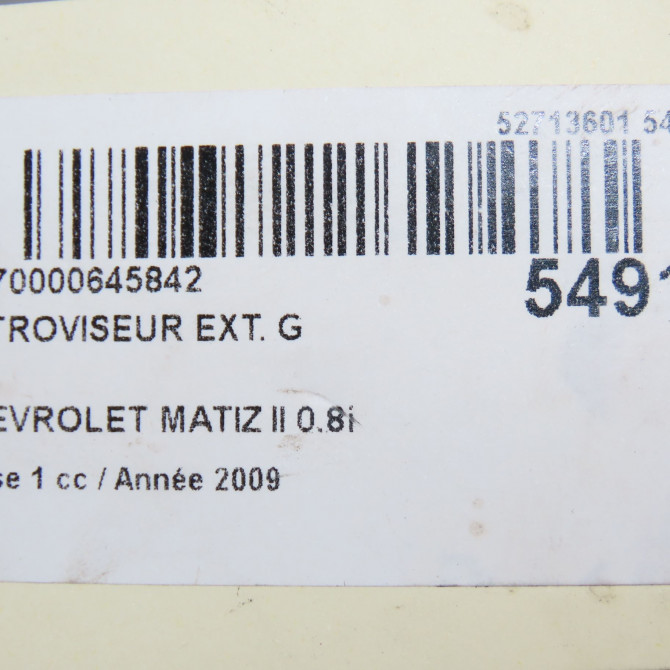 52713601 54
70000645842
5491
TROVISEUR EXT. G
EVROLET MATIZ II 0.8i
se 1 cc / Année 2009